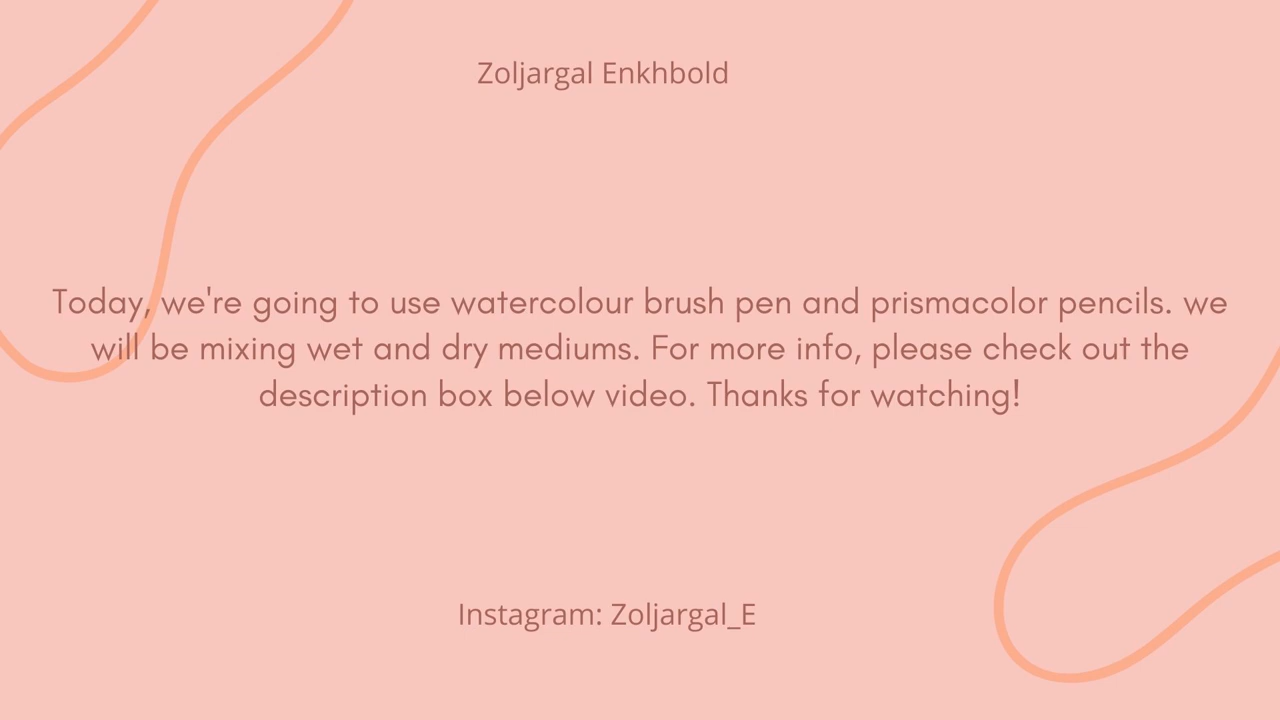 Zoljargal Enkhbold
Today, we're going to use watercolour brush pen and prismacolor pencils. we
will be mixing wet and dry mediums. For more info, please check out the
description box below video. Thanks for watching!
Instagram: Zoljargal_E